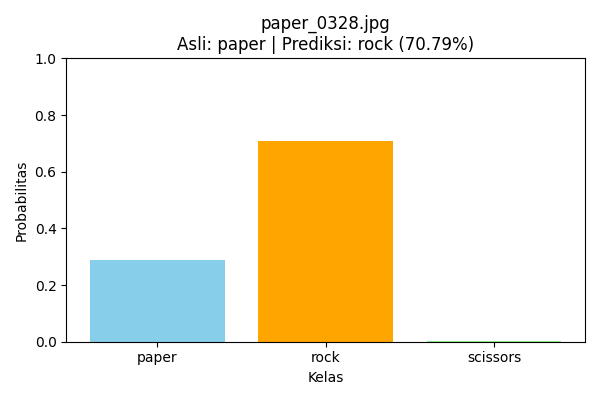 paper_0328.jpg
Asli: paper | Prediksi: rock (70.79%)
1.0
0.8
0.6
0.4
0.2
0.0
Probabilitas
paper
rock
scissors
Kelas